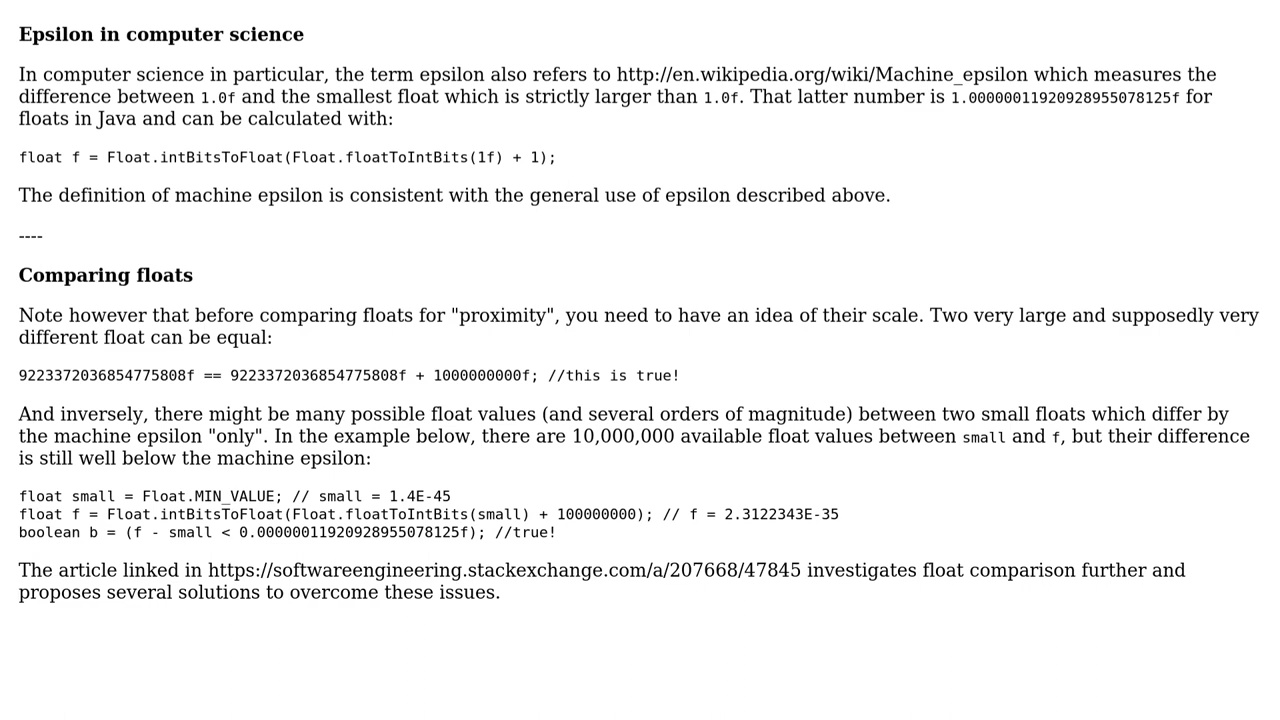 Epsilon in computer science
In computer science in particular, the term epsilon also refers to http://en.wikipedia.org/wiki/Machine_epsilon which measures the
difference between 1.0f and the smallest float which is strictly larger than 1.0f. That latter number is 1.00000011920928955078125f for
floats in Java and can be calculated with:
float f = Float.intBitsToFloat(Float.floatToIntBits(1f) + 1);
The definition of machine epsilon is consistent with the general use of epsilon described above.
----
Comparing floats
Note however that before comparing floats for "proximity", you need to have an idea of their scale. Two very large and supposedly very
different float can be equal:
9223372036854775808f == 9223372036854775808f + 1000000000f; //this is true!
And inversely, there might be many possible float values (and several orders of magnitude) between two small floats which differ by
the machine epsilon "only". In the example below, there are 10,000,000 available float values between small and f, but their difference
is still well below the machine epsilon:
float small = Float.MIN_VALUE; // small = 1.4E-45
float f = Float.intBitsToFloat(Float.floatToIntBits(small) + 100000000); // f = 2.3122343E-35
boolean b = (f - small < 0.00000011920928955078125f); //true!
The article linked in https://softwareengineering.stackexchange.com/a/207668/47845 investigates float comparison further and
proposes several solutions to overcome these issues.